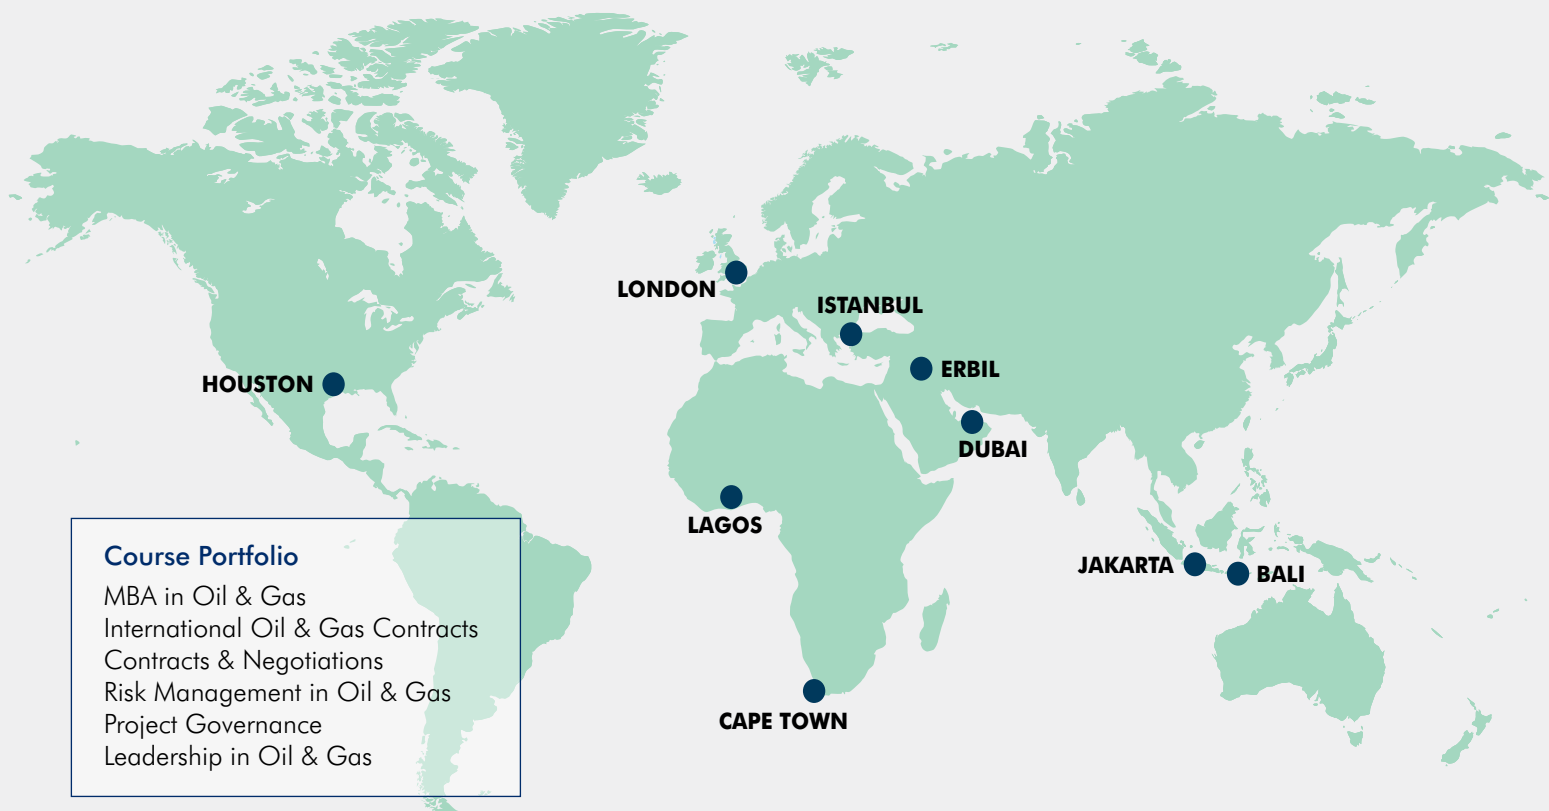 LONDON
ISTANBUL
HOUSTON
ERBIL
DUBAI
LAGOS
JAKARTA
BALI
CAPE TOWN
Course Portfolio
MBA in Oil & Gas
International Oil & Gas Contracts
Contracts & Negotiations
Risk Management in Oil & Gas
Project Governance
Leadership in Oil & Gas